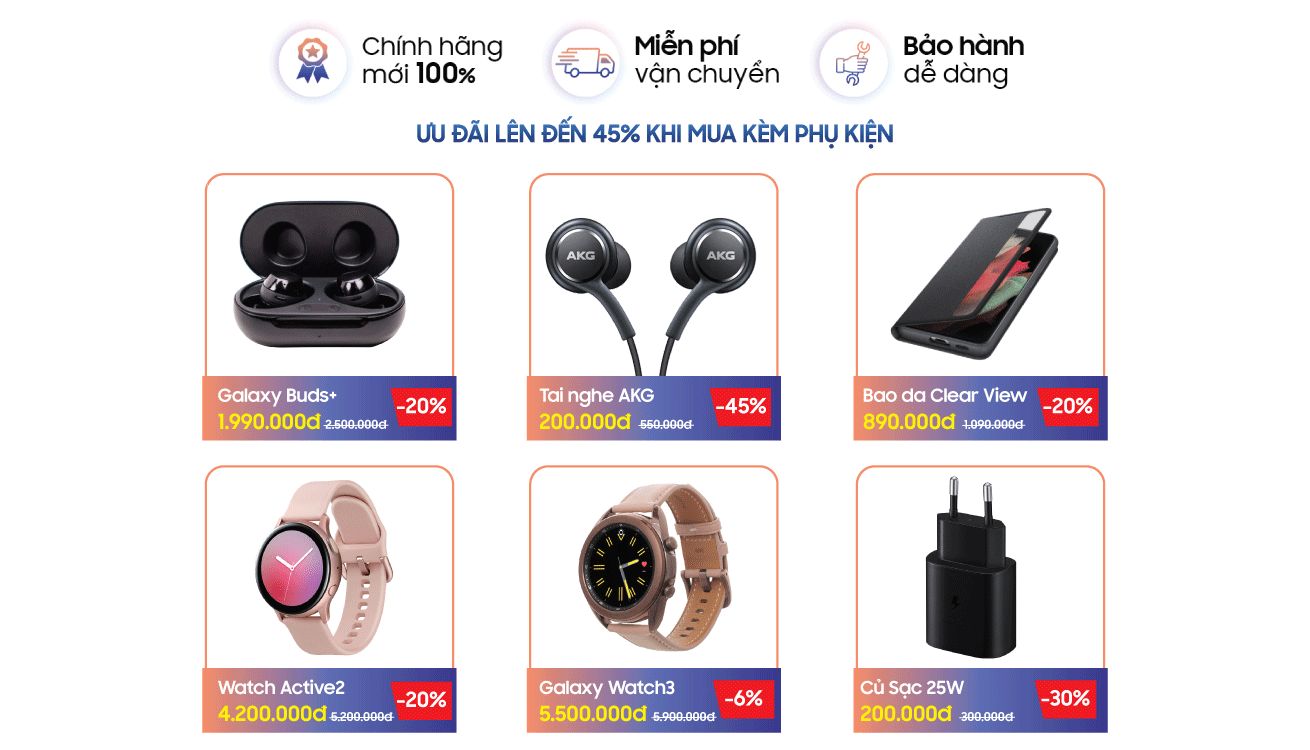 Chính hãng
mới 100%
Miễn phí
vận chuyển
Bảo hành
dễ dàng
ƯU ĐÃI LÊN ĐẾN 45% KHI MUA KÈM PHỤ KIỆN
AKG AKG
Galaxy Buds+
1.990.000đ 2.500.000đ
-20%
Tai nghe AKG
200.000đ 550.000đ
-45%
Bao da Clear View
890.000đ 1.090.000đ
-20%
Watch Active2
4.200.000đ 5.200.000đ
-20%
Galaxy Watch3
5.500.000đ 5.900.000đ
-6%
Củ Sạc 25W
200.000đ 300.000đ
-30%